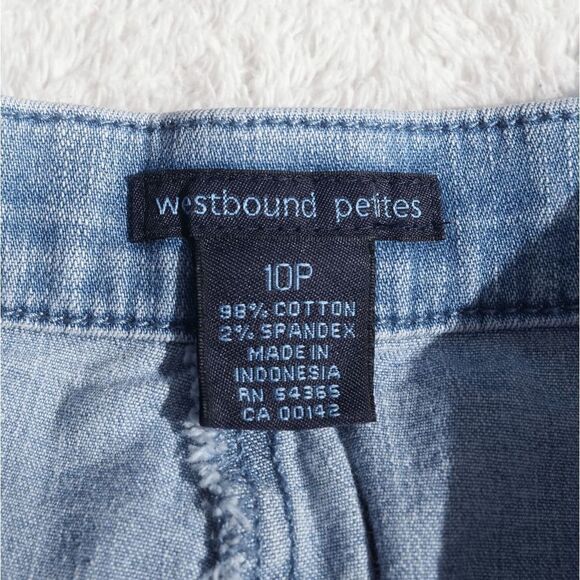 westbound petites
10P
98% COTTON
2% SPANDEX
MADE IN
INDONESIA
RN 54365
CA 00142